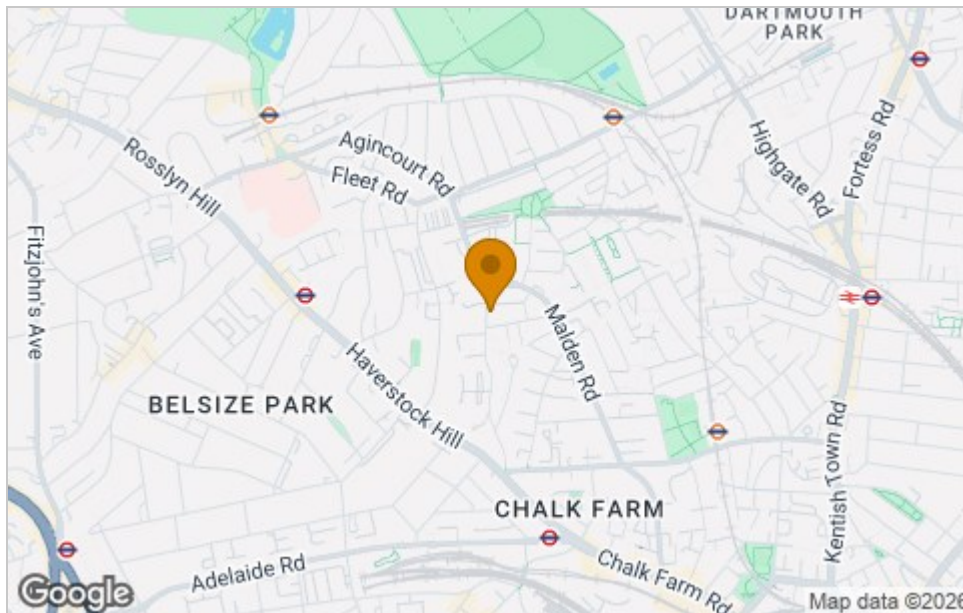 DARTMOUTH
PARK
Rosslyn Hill
Agincourt Rd
Fleet Rd
Highgate Rd
Fortess Rd
Fitzjohn's Ave
Malden Rd
Haverstock Hill
BELSIZE PARK
Kentish Town Rd
CHALK FARM
Adelaide Rd
Chalk Farm Rd
Google
Map data ©2026